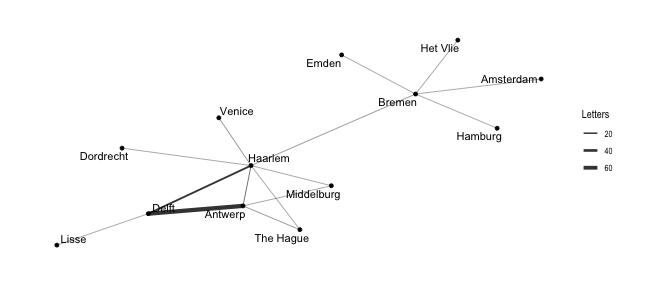 Het Vlie
Emden
Amsterdam
Bremen
Venice
Hamburg
Dordrecht
Haarlem
Middelburg
Delft
Antwerp
The Hague
Lisse
Letters
20
40
60